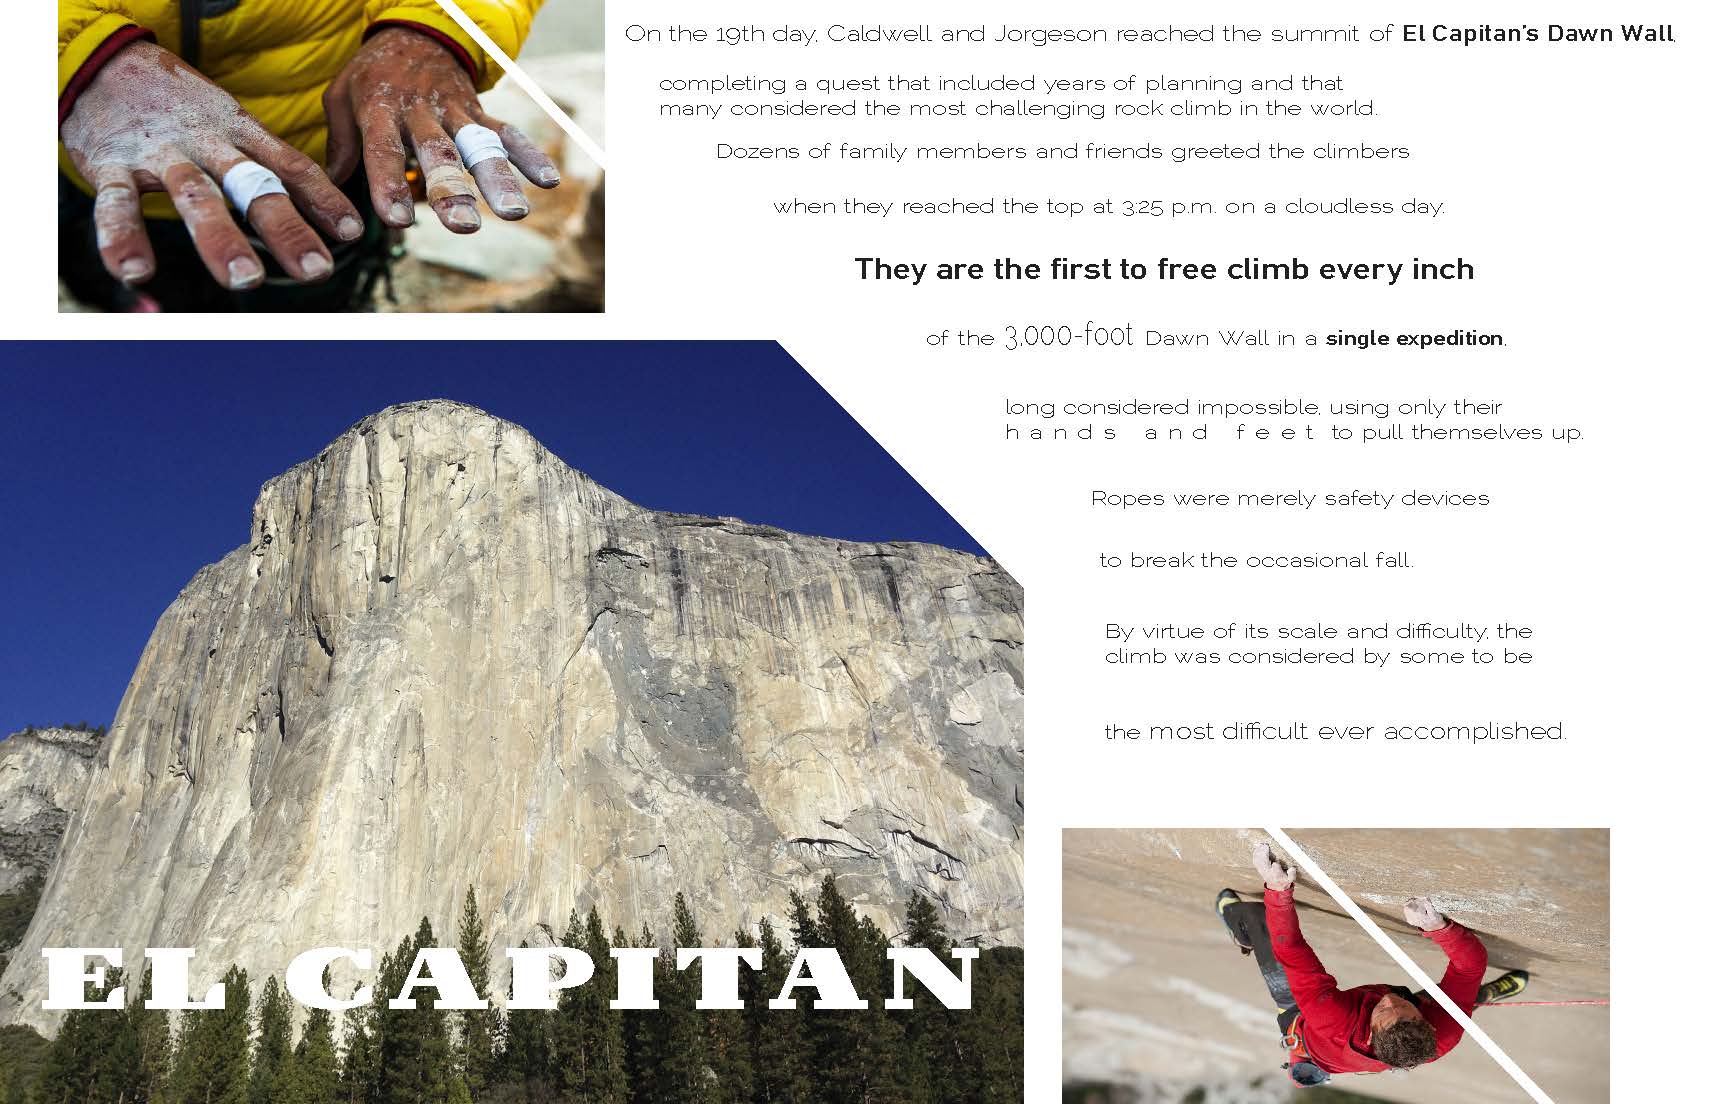 On the 19th day, Caldwell and Jorgeson reached the summit of El Capitan's Dawn Wall,
completing a quest that included years of planning and that
many considered the most challenging rock climb in the world.
Dozens of family members and friends greeted the climbers
when they reached the top at 3:25 p.m. on a cloudless day.
They are the first to free climb every inch
of the 3,000-foot Dawn Wall in a single expedition,
long considered impossible, using only their
hands and feet to pull themselves up.
Ropes were merely safety devices
to break the occasional fall.
By virtue of its scale and difficulty, the
climb was considered by some to be
the most difficult ever accomplished.
EL CAPITAN